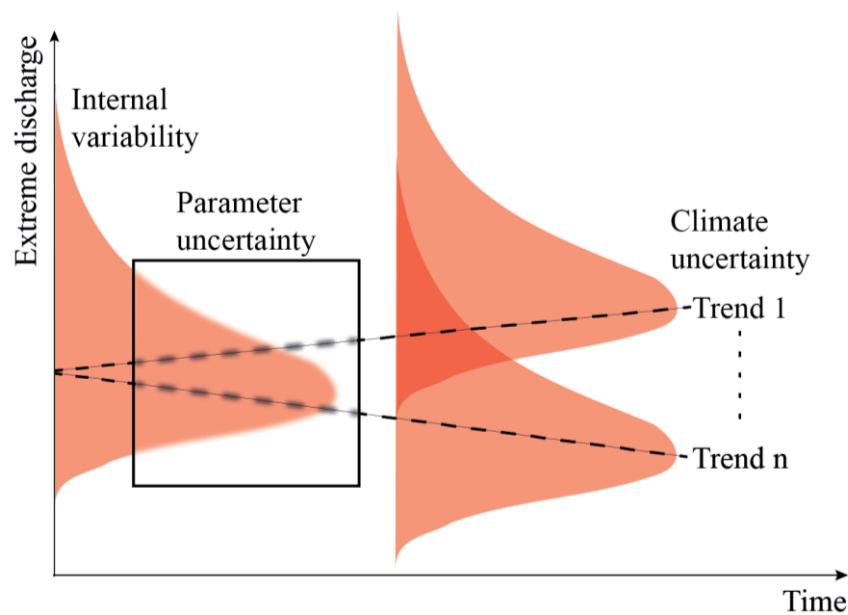 Extreme discharge
Internal
variability
Parameter
uncertainty
Climate
uncertainty
Trend 1
Trend n
Time